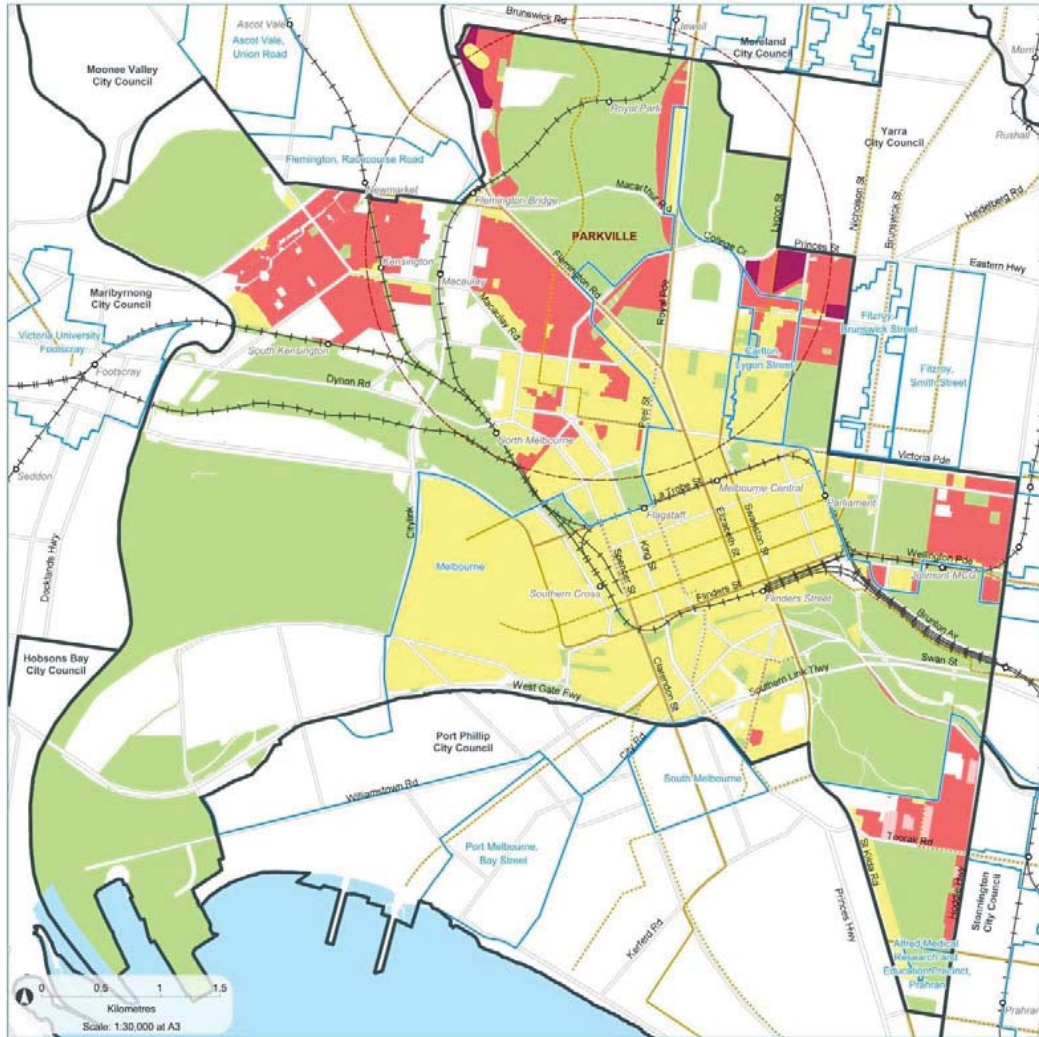 Brunswick Rd
Jewell
Moreland
City Council
Ascot Vale
Ascot Vale,
Union Road
Moonee Valley
City Council
Royal Park
Yarra
City Council
Rushall
Flemington, Racecourse Road
Newmarket
Flemington Bridge
Macarthur Rd
PARKVILLE
College Cr
Lygon St
Princes St
Nicholson St
Brunswick St
Heidelberg Rd
Eastern Hwy
Kensington
Macaulay
Flemington Rd
Royal Pde
Maribyrnong
City Council
Macaulay Rd
Victoria University
Footscray
Footscray
South Kensington
Dynon Rd
Carlton,
Lygon Street
Fitzroy,
Brunswick Street
Fitzroy,
Smith Street
Peel St
North Melbourne
Seddon
Victoria Pde
La Trobe St
Melbourne Central
Parliament
Flagstaff
Citylink
Docklands Hwy
Elizabeth St
Swanston St
Wellington Pde
Jolimont-MCG
Melbourne
Spencer St
King St
Southern Cross
Flinders St
Flinders Street
Brunton Av
Swan St
Hobsons Bay
City Council
Clarendon St
Southern Link Tlwy
West Gate Fwy
Port Phillip
City Council
City Rd
South Melbourne
Williamstown Rd
Port Melbourne,
Bay Street
Toorak Rd
St Kilda Rd
Hoddle Hwy
Stonnington
City Council
Princes Hwy
Kerferd Rd
Alfred Medical
Research and
Education Precinct,
Prahran
Prahran
0 0.5 1 1.5
Kilometres
Scale: 1:30,000 at A3